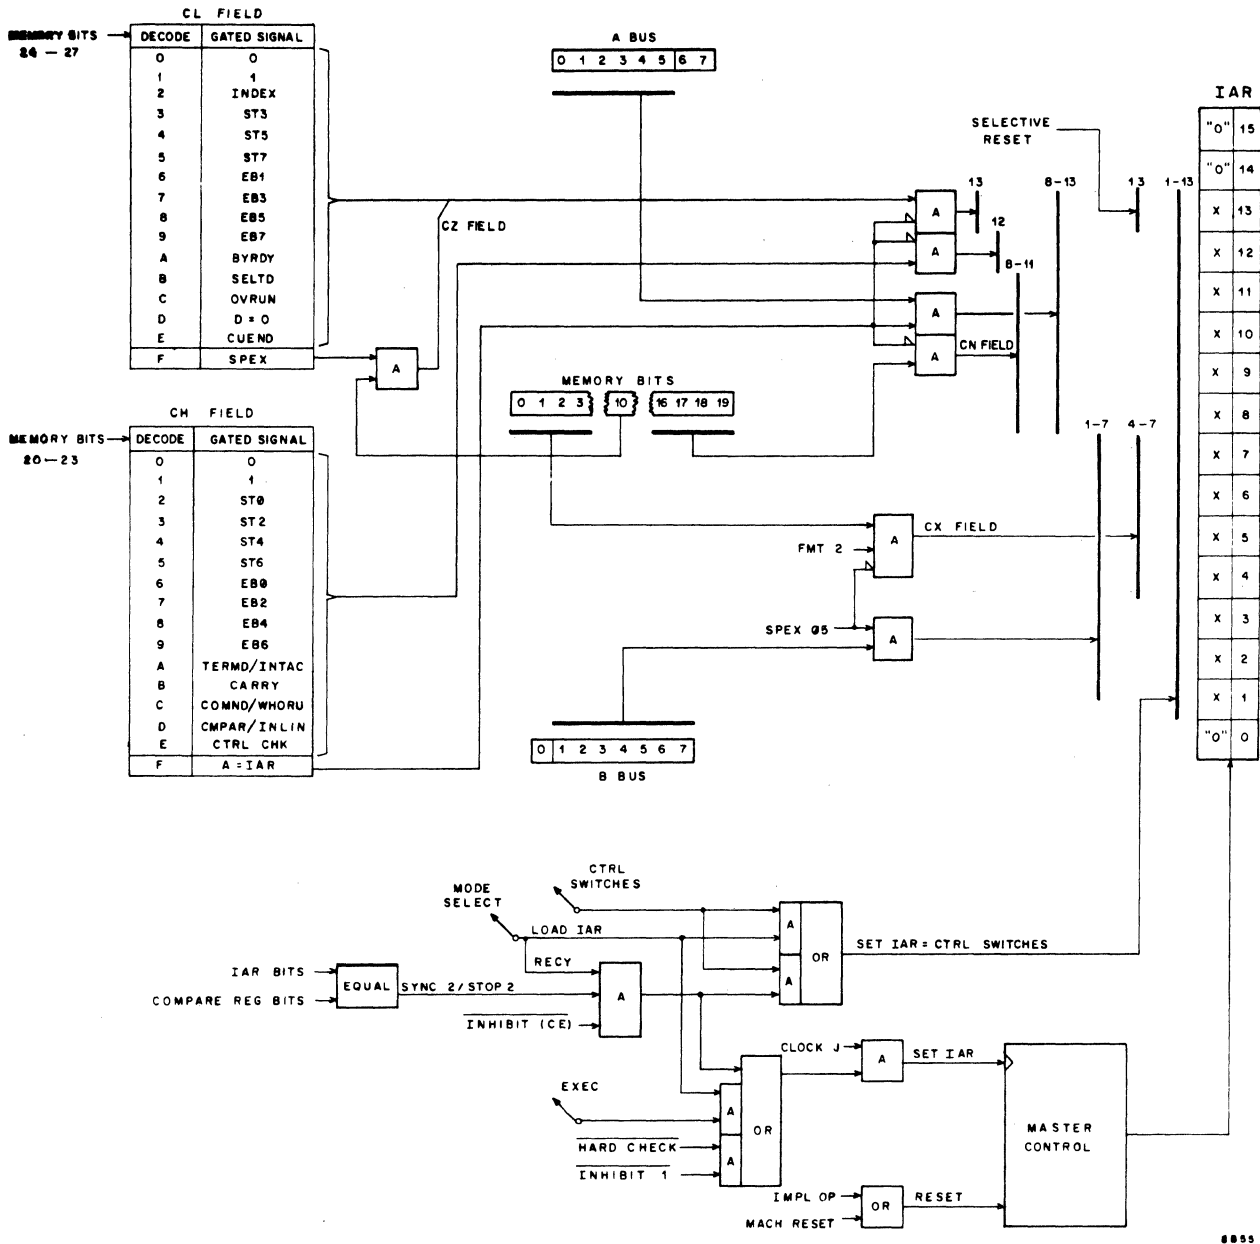 CL FIELD
MEMORY BITS
24 — 27
DECODE GATED SIGNAL
0 0
1 1
2 INDEX
3 ST3
4 ST5
5 ST7
6 EB1
7 EB3
8 EB5
9 EB7
A BYRDY
B SELTD
C OVRUN
D D=0
E CUEND
F SPEX
A
CZ FIELD
A BUS
0 1 2 3 4 5 6 7
CH FIELD
MEMORY BITS
20—23
DECODE GATED SIGNAL
0 0
1 1
2 ST0
3 ST2
4 ST4
5 ST6
6 EB0
7 EB2
8 EB4
9 EB6
A TERMD/INTAC
B CARRY
C COMND/WHORU
D CMPAR/INLIN
E CTRL CHK
F A=IAR
MEMORY BITS
0 1 2 3 10 16 17 18 19
A
A
A
A
CN FIELD
13
12
8-11
8-13
SELECTIVE
RESET
13
1-13
FMT 2
A
CX FIELD
SPEX 05
A
1-7
4-7
0 1 2 3 4 5 6 7
B BUS
IAR
"0" 15
"0" 14
X 13
X 12
X 11
X 10
X 9
X 8
X 7
X 6
X 5
X 4
X 3
X 2
X 1
"0" 0
CTRL
SWITCHES
MODE
SELECT
LOAD IAR
RECY
IAR BITS
COMPARE REG BITS
EQUAL
SYNC 2/STOP 2
INHIBIT (CE)
A
A
A
OR
SET IAR=CTRL SWITCHES
EXEC
HARD CHECK
INHIBIT 1
A
A
OR
CLOCK J
A
SET IAR
MASTER
CONTROL
IMPL OP
MACH RESET
OR
RESET
8855